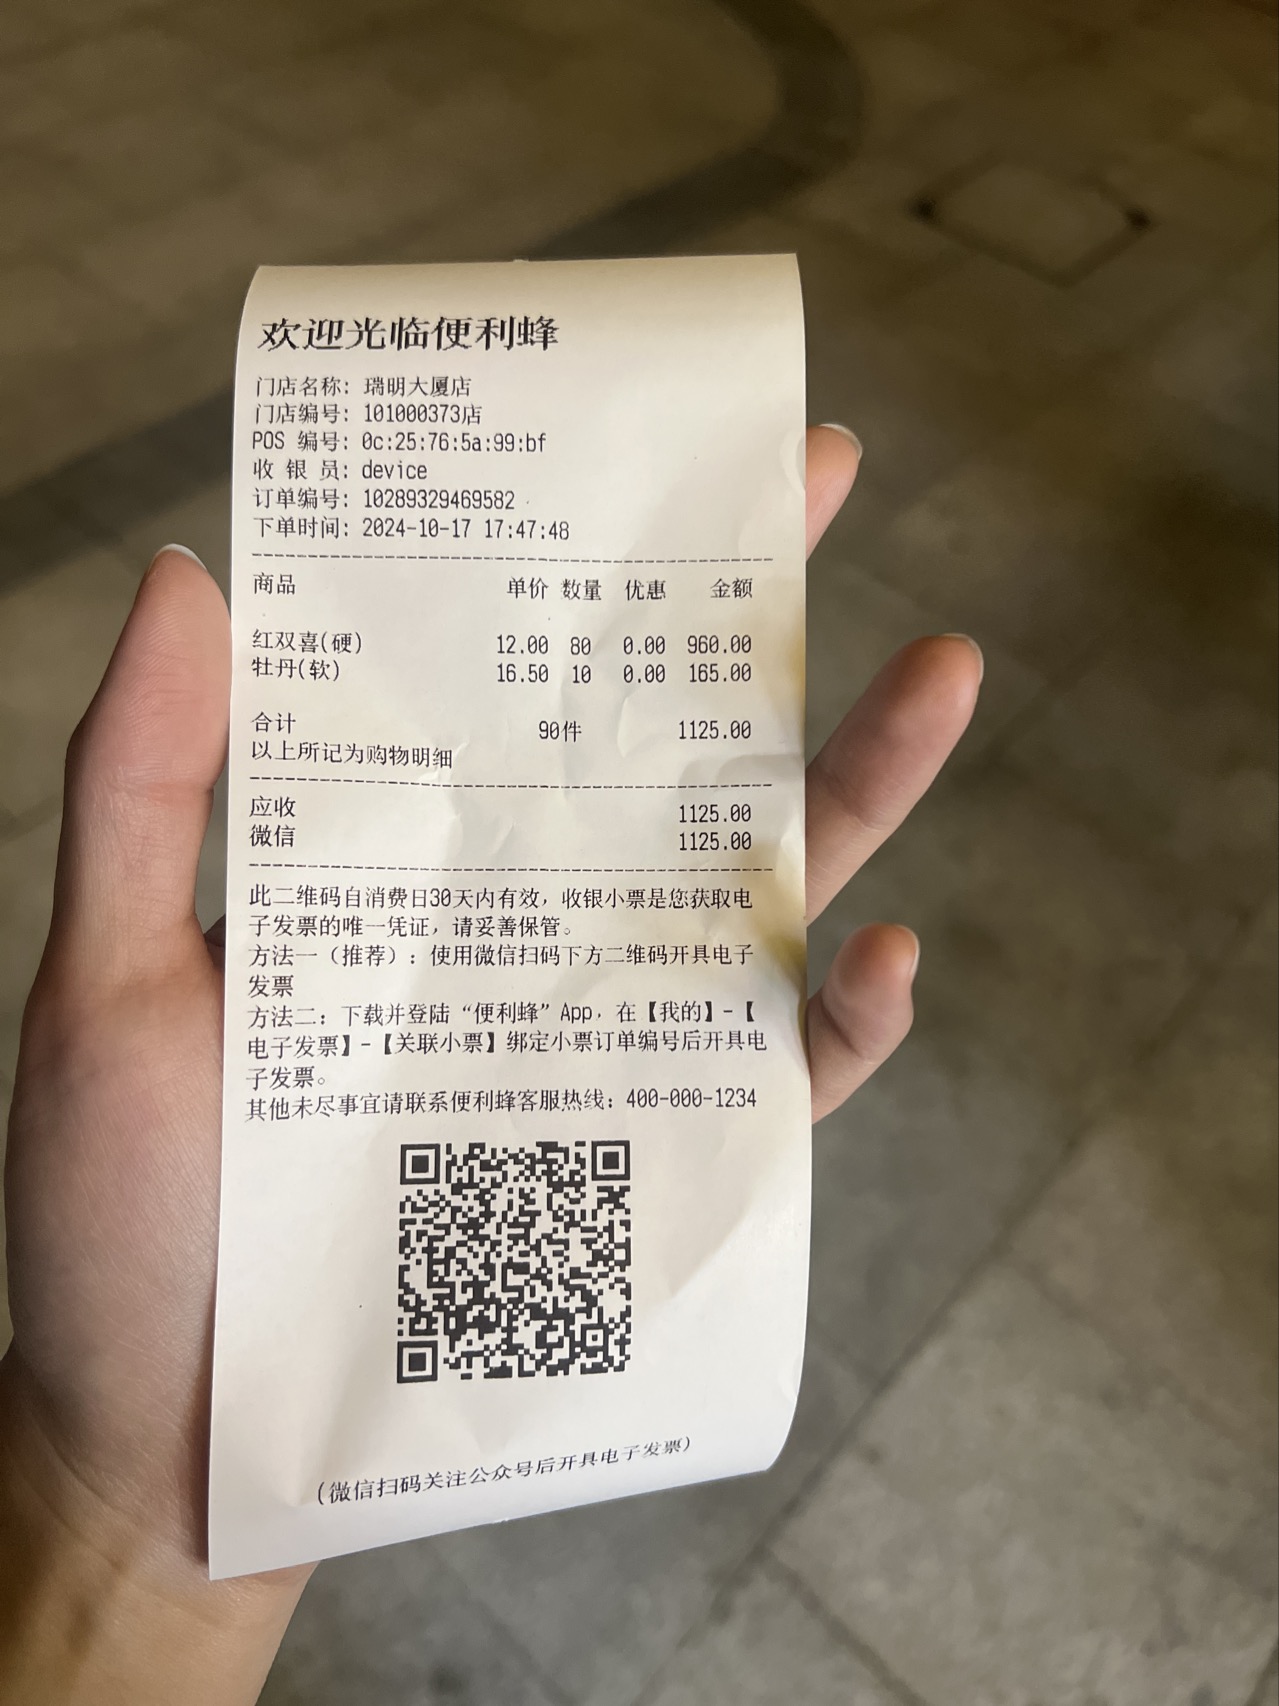 欢迎光临便利蜂
门店名称: 瑞明大厦店
门店编号: 101000373店
POS 编号: 0c:25:76:5a:99:bf
收 银 员: device
订单编号: 10289329469582
下单时间: 2024-10-17 17:47:48
商品 单价 数量 优惠 金额
红双喜(硬) 12.00 80 0.00 960.00
牡丹(软) 16.50 10 0.00 165.00
合计 90件 1125.00
以上所记为购物明细
应收 1125.00
微信 1125.00
此二维码自消费日30天内有效，收银小票是您获取电
子发票的唯一凭证，请妥善保管。
方法一（推荐）：使用微信扫码下方二维码开具电子
发票
方法二：下载并登陆“便利蜂”App，在【我的】-【
电子发票】-【关联小票】绑定小票订单编号后开具电
子发票。
其他未尽事宜请联系便利蜂客服热线：400-000-1234
(微信扫码关注公众号后开具电子发票)